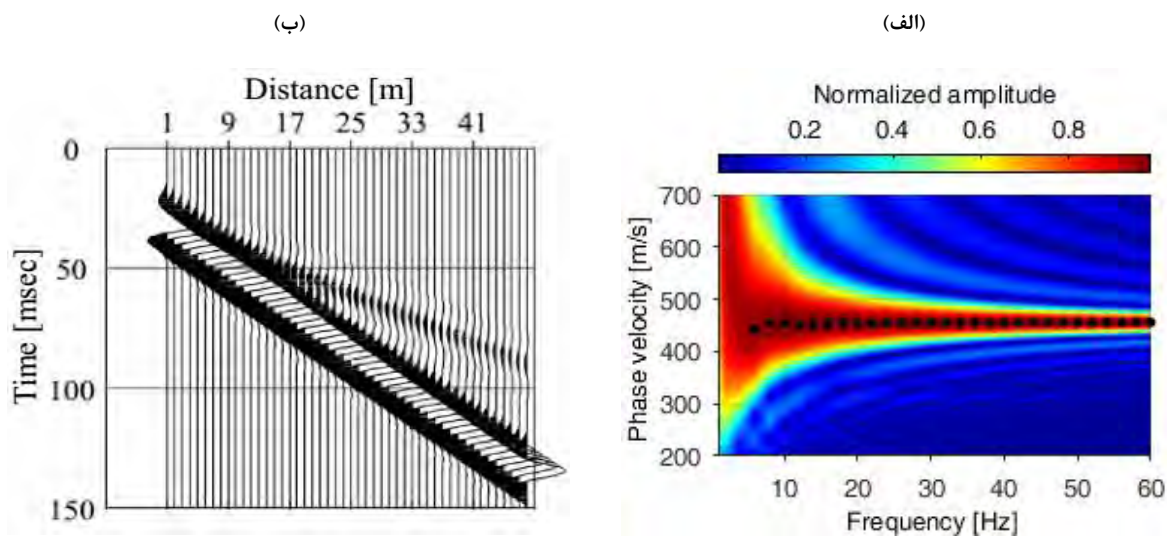 (ب)
(الف)
Distance [m]
1 9 17 25 33 41
0
50
100
150
Time [msec]
Normalized amplitude
0.2 0.4 0.6 0.8
700
600
500
400
300
200
Phase velocity [m/s]
10 20 30 40 50 60
Frequency [Hz]